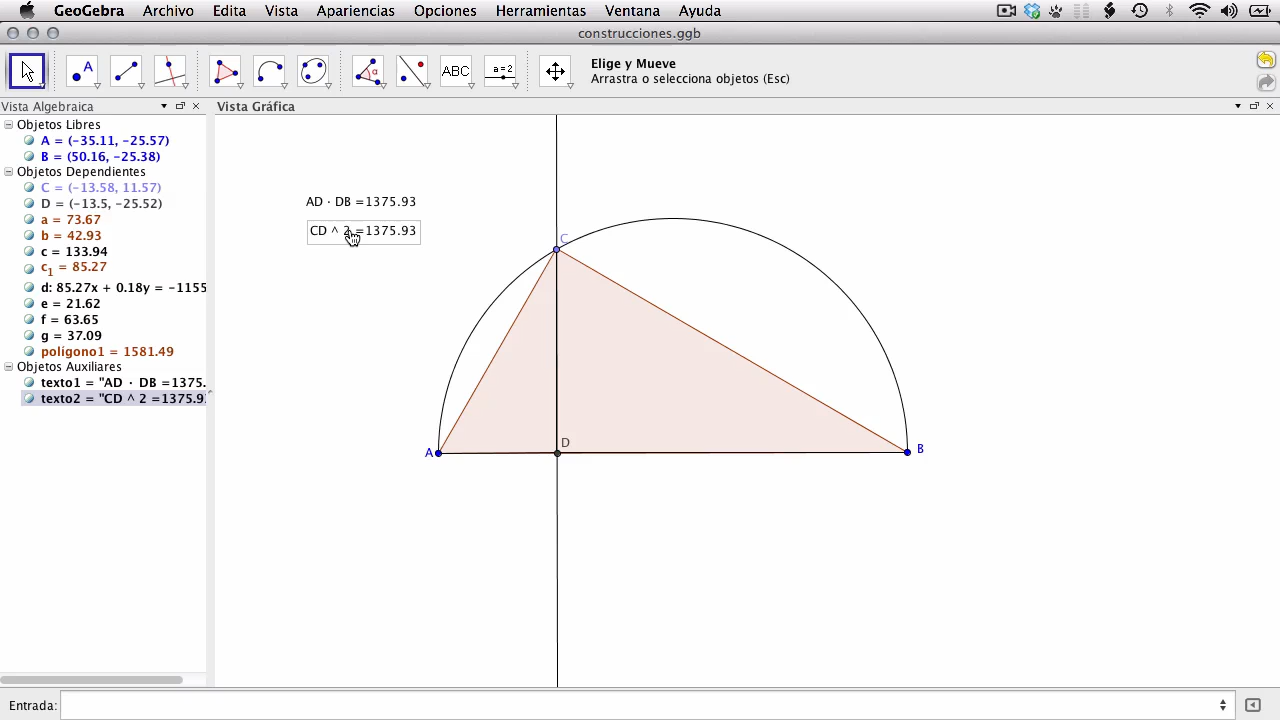 GeoGebra Archivo Edita Vista Apariencias Opciones Herramientas Ventana Ayuda
construcciones.ggb
A
α
ABC
a=2
Elige y Mueve
Arrastra o selecciona objetos (Esc)
Vista Algebraica
Vista Gráfica
Objetos Libres
A = (-35.11, -25.57)
B = (50.16, -25.38)
Objetos Dependientes
C = (-13.58, 11.57)
D = (-13.5, -25.52)
a = 73.67
b = 42.93
c = 133.94
c1 = 85.27
d: 85.27x + 0.18y = -1155
e = 21.62
f = 63.65
g = 37.09
polígono1 = 1581.49
Objetos Auxiliares
texto1 = "AD · DB =1375.
texto2 = "CD ^ 2 =1375.9
AD · DB =1375.93
CD ^ 2 =1375.93
C
D
A
B
Entrada: